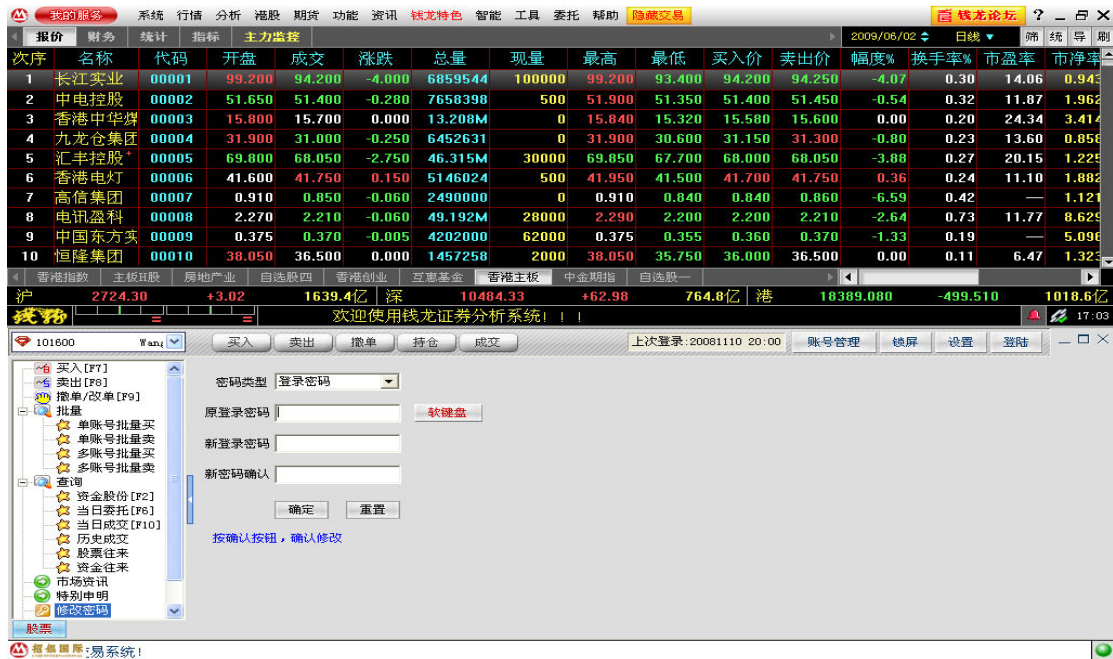 我的服务 系统 行情 分析 港股 期货 功能 资讯 钱龙特色 智能 工具 委托 帮助 隐藏交易 钱龙论坛 ?
报价 财务 统计 指标 主力监控 2009/06/02 日线 筛 统 导 刷
次序 名称 代码 开盘 成交 涨跌 总量 现量 最高 最低 买入价 卖出价 幅度% 换手率% 市盈率 市净率
1 长江实业 00001 99.200 94.200 -4.000 6859544 100000 99.200 93.400 94.200 94.250 -4.07 0.30 14.06 0.943
2 中电控股 00002 51.650 51.400 -0.280 7658398 500 51.900 51.350 51.400 51.450 -0.54 0.32 11.87 1.962
3 香港中华煤 00003 15.800 15.700 0.000 13.208M 0 15.840 15.320 15.580 15.600 0.00 0.20 24.34 3.414
4 九龙仓集团 00004 31.900 31.000 -0.250 6452631 0 31.900 30.600 31.150 31.300 -0.80 0.23 13.60 0.858
5 汇丰控股+ 00005 69.800 68.050 -2.750 46.315M 30000 69.850 67.700 68.000 68.050 -3.88 0.27 20.15 1.225
6 香港电灯 00006 41.600 41.750 0.150 5146024 500 41.950 41.500 41.700 41.750 0.36 0.24 11.10 1.882
7 高信集团 00007 0.910 0.850 -0.060 2490000 0 0.910 0.840 0.840 0.860 -6.59 0.42 — 1.121
8 电讯盈科 00008 2.270 2.210 -0.060 49.192M 28000 2.290 2.200 2.200 2.210 -2.64 0.73 11.77 8.629
9 中国东方实 00009 0.375 0.370 -0.005 4202000 62000 0.375 0.355 0.360 0.370 -1.33 0.19 — 5.096
10 恒隆集团 00010 38.050 36.500 0.000 1457258 2000 38.050 35.750 36.000 36.500 0.00 0.11 6.47 1.323
香港指数 主板H股 房地产业 自选股四 香港创业 互惠基金 香港主板 中金期指 自选股一
沪 2724.30 +3.02 1639.4亿 深 10484.33 +62.98 764.8亿 港 18389.080 -499.510 1018.6亿
钱龙 欢迎使用钱龙证券分析系统! ! ! 17:03
101600 Wang 买入 卖出 撤单 持仓 成交 上次登录:20081110 20:00 账号管理 锁屏 设置 登陆
买入[F7]
卖出[F8]
撤单/改单[F9]
批量
单账号批量买
单账号批量卖
多账号批量买
多账号批量卖
查询
资金股份[F2]
当日委托[F6]
当日成交[F10]
历史成交
股票往来
资金往来
市场资讯
特别申明
修改密码
密码类型 登录密码
原登录密码 软键盘
新登录密码
新密码确认
确定 重置
按确认按钮，确认修改
股票
招银国际 :易系统!